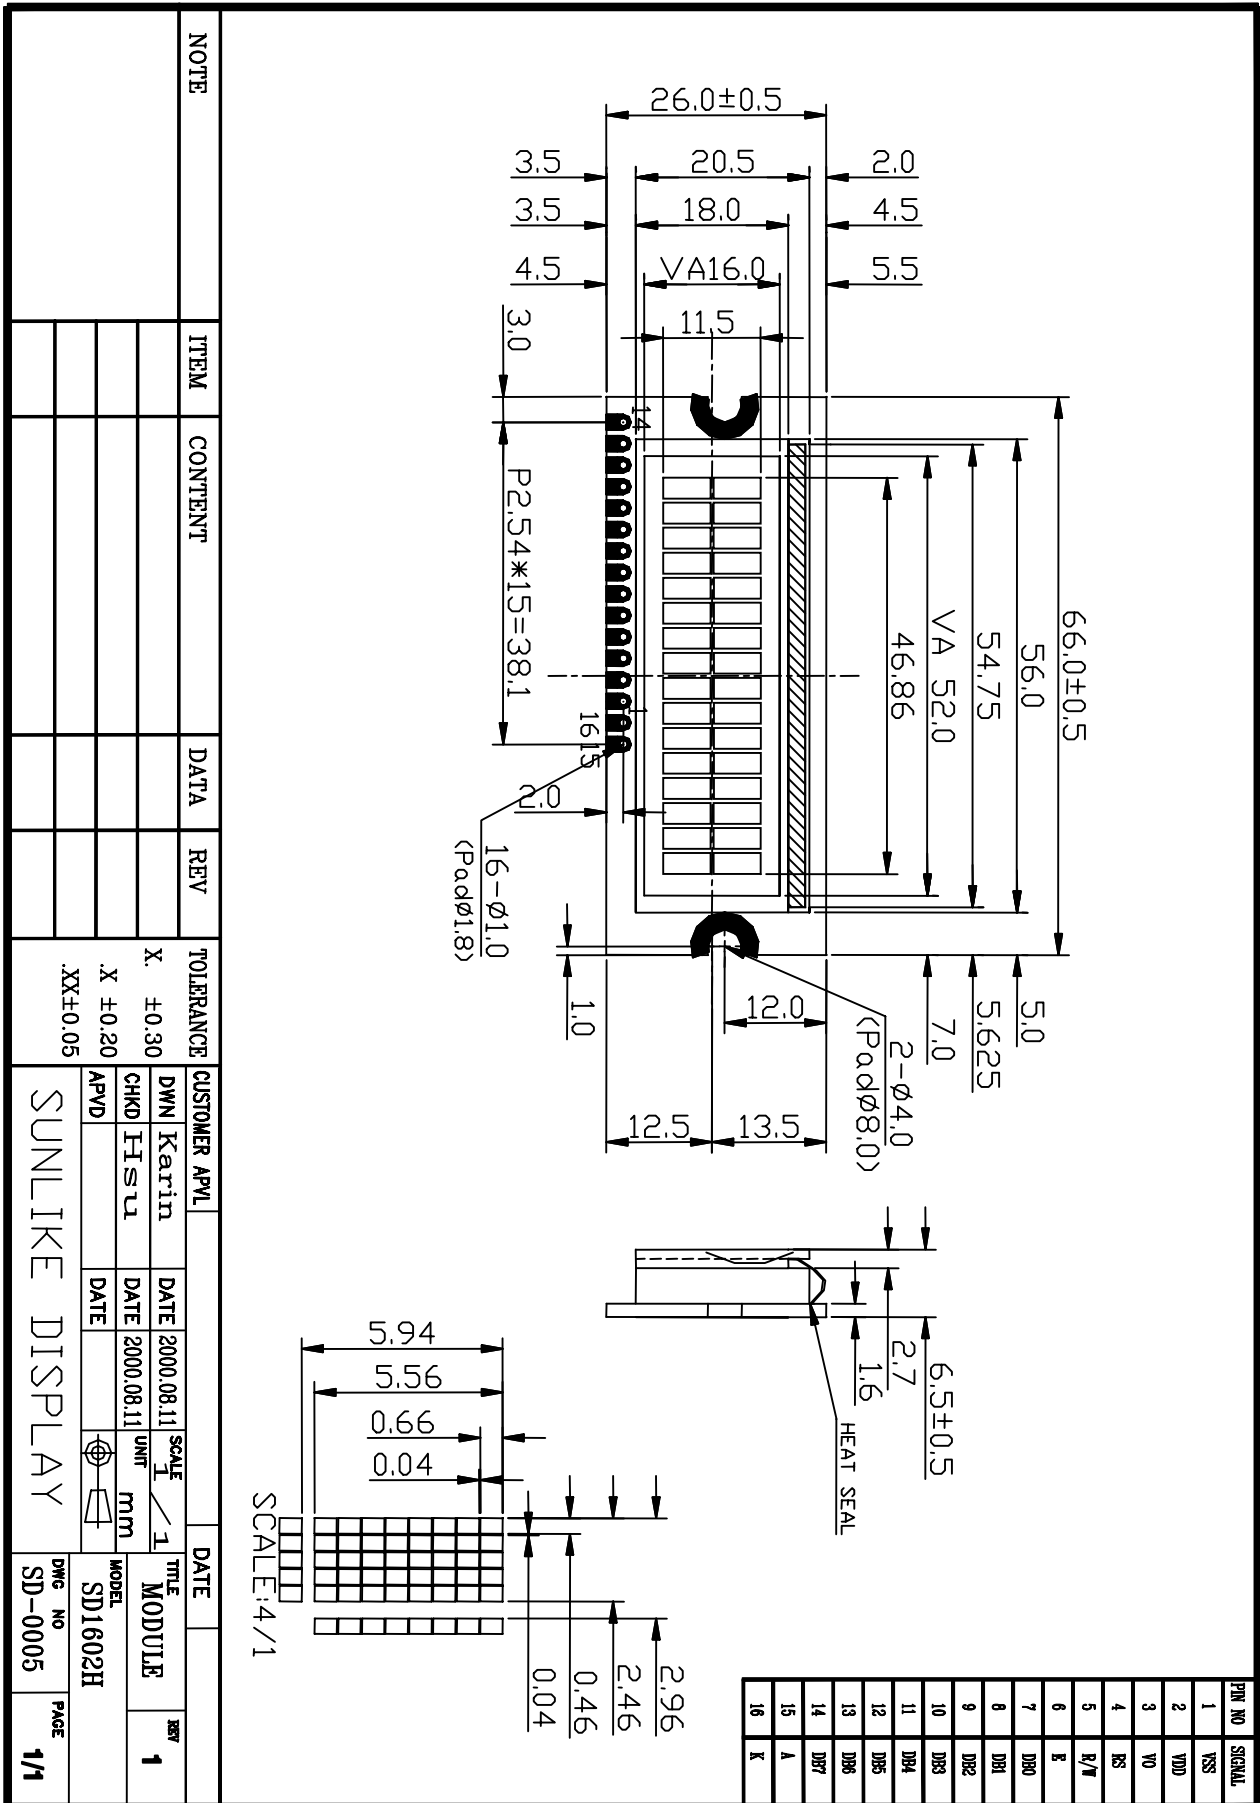 66.0±0.5
56.0
5.0
54.75
5.625
VA 52.0
7.0
46.86
26.0±0.5
2.0
20.5
3.5
4.5
18.0
3.5
5.5
VA16.0
4.5
11.5
3.0
14
1
16 15
P2.54*15=38.1
2.0
16-Ø1.0
(PadØ1.8)
1.0
12.0
2-Ø4.0
(PadØ8.0)
13.5
12.5
6.5±0.5
1.6
2.7
HEAT SEAL
5.94
5.56
0.66
0.04
2.96
2.46
0.46
0.04
SCALE:4/1
PIN NO SIGNAL
1 VSS
2 VDD
3 VO
4 RS
5 R/W
6 E
7 DB0
8 DB1
9 DB2
10 DB3
11 DB4
12 DB5
13 DB6
14 DB7
15 A
16 K
NOTE
ITEM CONTENT DATA REV
TOLERANCE
X. ±0.30
.X ±0.20
.XX±0.05
CUSTOMER APVL DATE
DWN Karin DATE 2000.08.11 SCALE 1/1
CHKD Hsu DATE 2000.08.11 UNIT mm
APVD DATE
SUNLIKE DISPLAY
TITLE
MODULE
REV
1
MODEL
SD1602H
DWG NO
SD-0005
PAGE
1/1